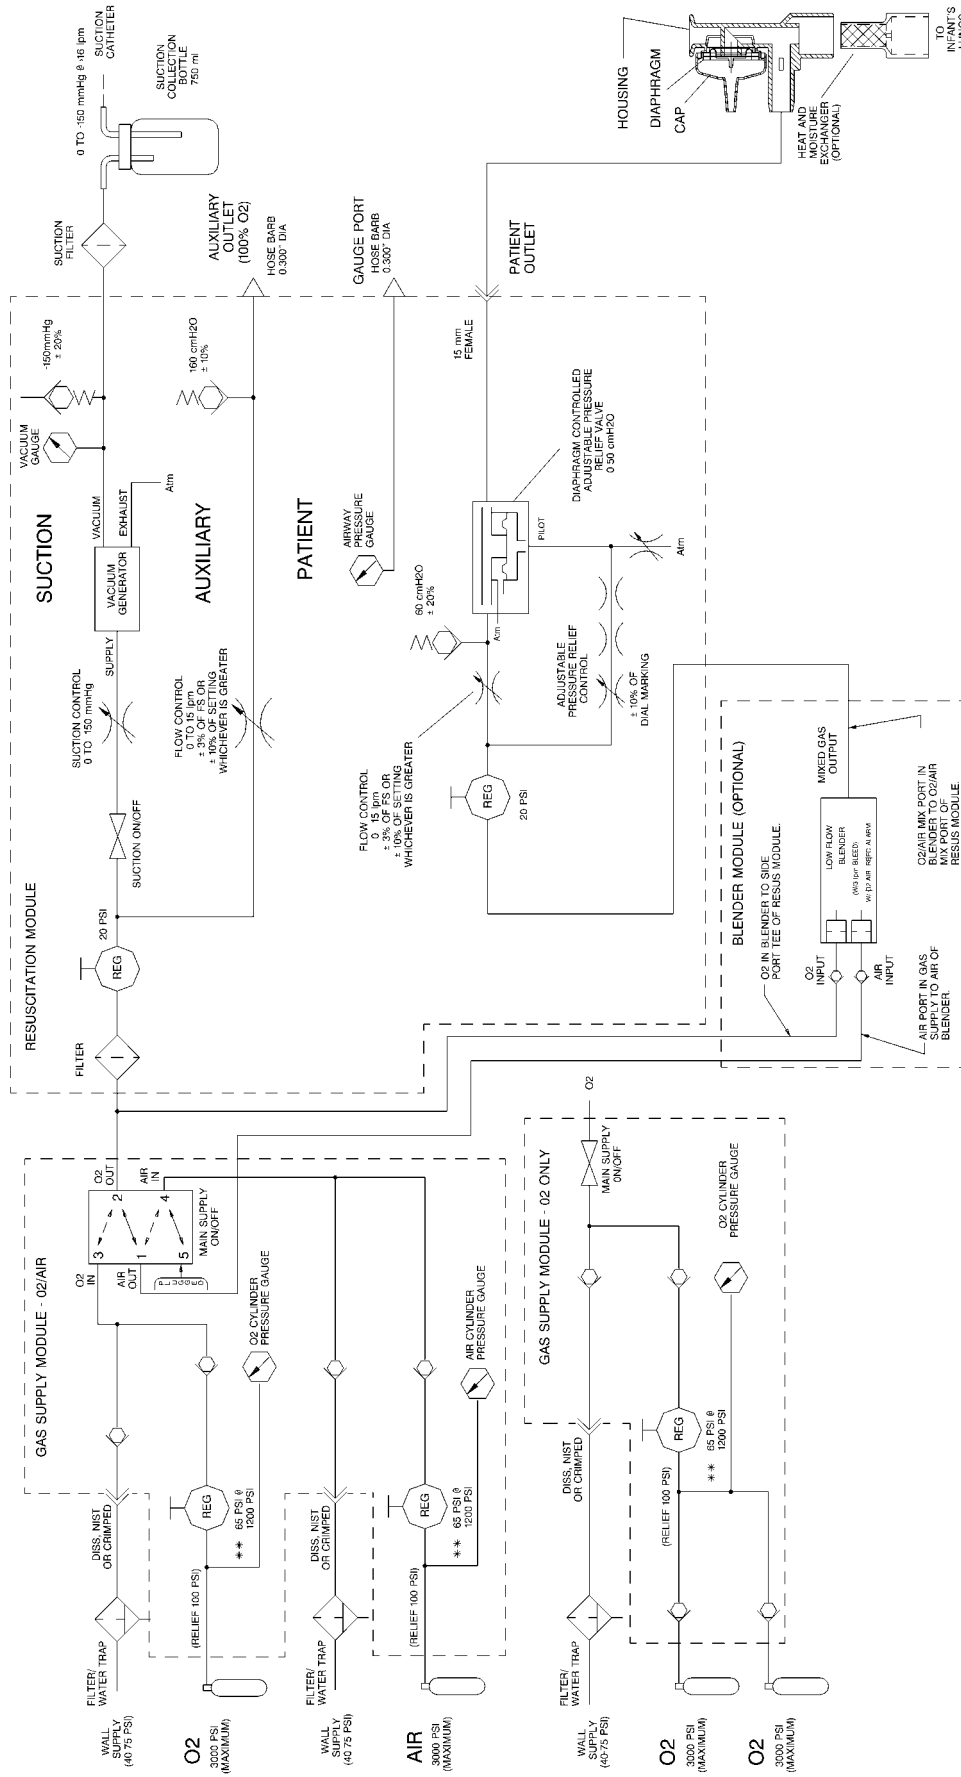 WALL
SUPPLY
(40 75 PSI)
FILTER/
WATER TRAP
DISS, NIST
OR CRIMPED
O2
3000 PSI
(MAXIMUM)
(RELIEF 100 PSI)
REG
** 65 PSI @
1200 PSI
O2 CYLINDER
PRESSURE GAUGE
GAS SUPPLY MODULE - 02/AIR
O2
IN
AIR
OUT
3
1
5
2
4
PLUGGED
O2
OUT
AIR
IN
MAIN SUPPLY
ON/OFF
WALL
SUPPLY
(40 75 PSI)
FILTER/
WATER TRAP
DISS, NIST
OR CRIMPED
AIR
3000 PSI
(MAXIMUM)
(RELIEF 100 PSI)
REG
** 65 PSI @
1200 PSI
AIR CYLINDER
PRESSURE GAUGE
WALL
SUPPLY
(40-75 PSI)
FILTER/
WATER TRAP
DISS, NIST
OR CRIMPED
GAS SUPPLY MODULE - 02 ONLY
MAIN SUPPLY
ON/OFF
O2
O2
3000 PSI
(MAXIMUM)
O2
3000 PSI
(MAXIMUM)
(RELIEF 100 PSI)
REG
** 65 PSI @
1200 PSI
O2 CYLINDER
PRESSURE GAUGE
RESUSCITATION MODULE
FILTER
REG
20 PSI
SUCTION ON/OFF
SUCTION CONTROL
0 TO 150 mmHg
SUPPLY
VACUUM
GENERATOR
VACUUM
EXHAUST
Atm
SUCTION
VACUUM
GAUGE
-150mmHg
± 20%
SUCTION
FILTER
0 TO -150 mmHg @ >16 lpm
SUCTION
CATHETER
SUCTION
COLLECTION
BOTTLE
750 ml
FLOW CONTROL
0 TO 15 lpm
± 3% OF FS OR
± 10% OF SETTING
WHICHEVER IS GREATER
AUXILIARY
160 cmH2O
± 10%
AUXILIARY
OUTLET
(100% O2)
HOSE BARB
0.300" DIA
PATIENT
AIRWAY
PRESSURE
GAUGE
GAUGE PORT
HOSE BARB
0.300" DIA
FLOW CONTROL
0 15 lpm
± 3% OF FS OR
± 10% OF SETTING
WHICHEVER IS GREATER
REG
20 PSI
60 cmH2O
± 20%
Atm
PILOT
15 mm
FEMALE
PATIENT
OUTLET
ADJUSTABLE
PRESSURE RELIEF
CONTROL
± 10% OF
DIAL MARKING
Atm
DIAPHRAGM CONTROLLED
ADJUSTABLE PRESSURE
RELIEF VALVE
0 50 cmH2O
HOUSING
DIAPHRAGM
CAP
HEAT AND
MOISTURE
EXCHANGER
(OPTIONAL)
TO
INFANT'S
BLENDER MODULE (OPTIONAL)
O2 IN BLENDER TO SIDE
PORT TEE OF RESUS MODULE.
O2
INPUT
AIR
INPUT
LOW FLOW
BLENDER
MIXED GAS
OUTPUT
AIR PORT IN GAS
SUPPLY TO AIR OF
BLENDER.
O2/AIR MIX PORT IN
BLENDER TO O2/AIR
MIX PORT OF
RESUS MODULE.